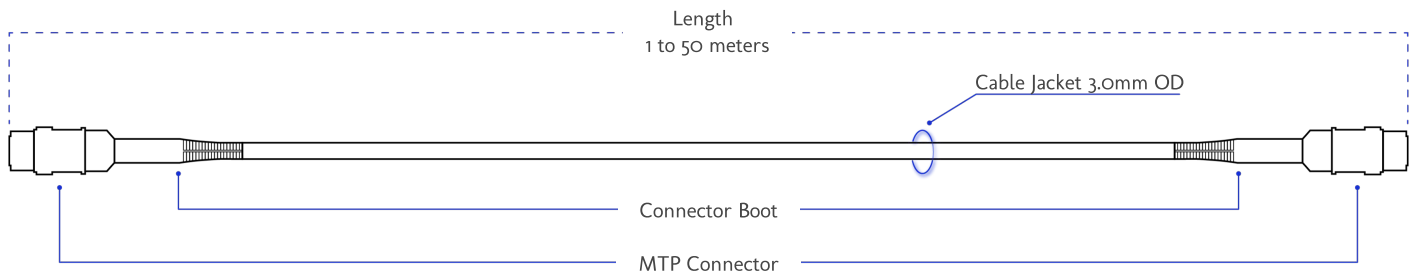 Length
1 to 50 meters
Cable Jacket 3.0mm OD
Connector Boot
MTP Connector